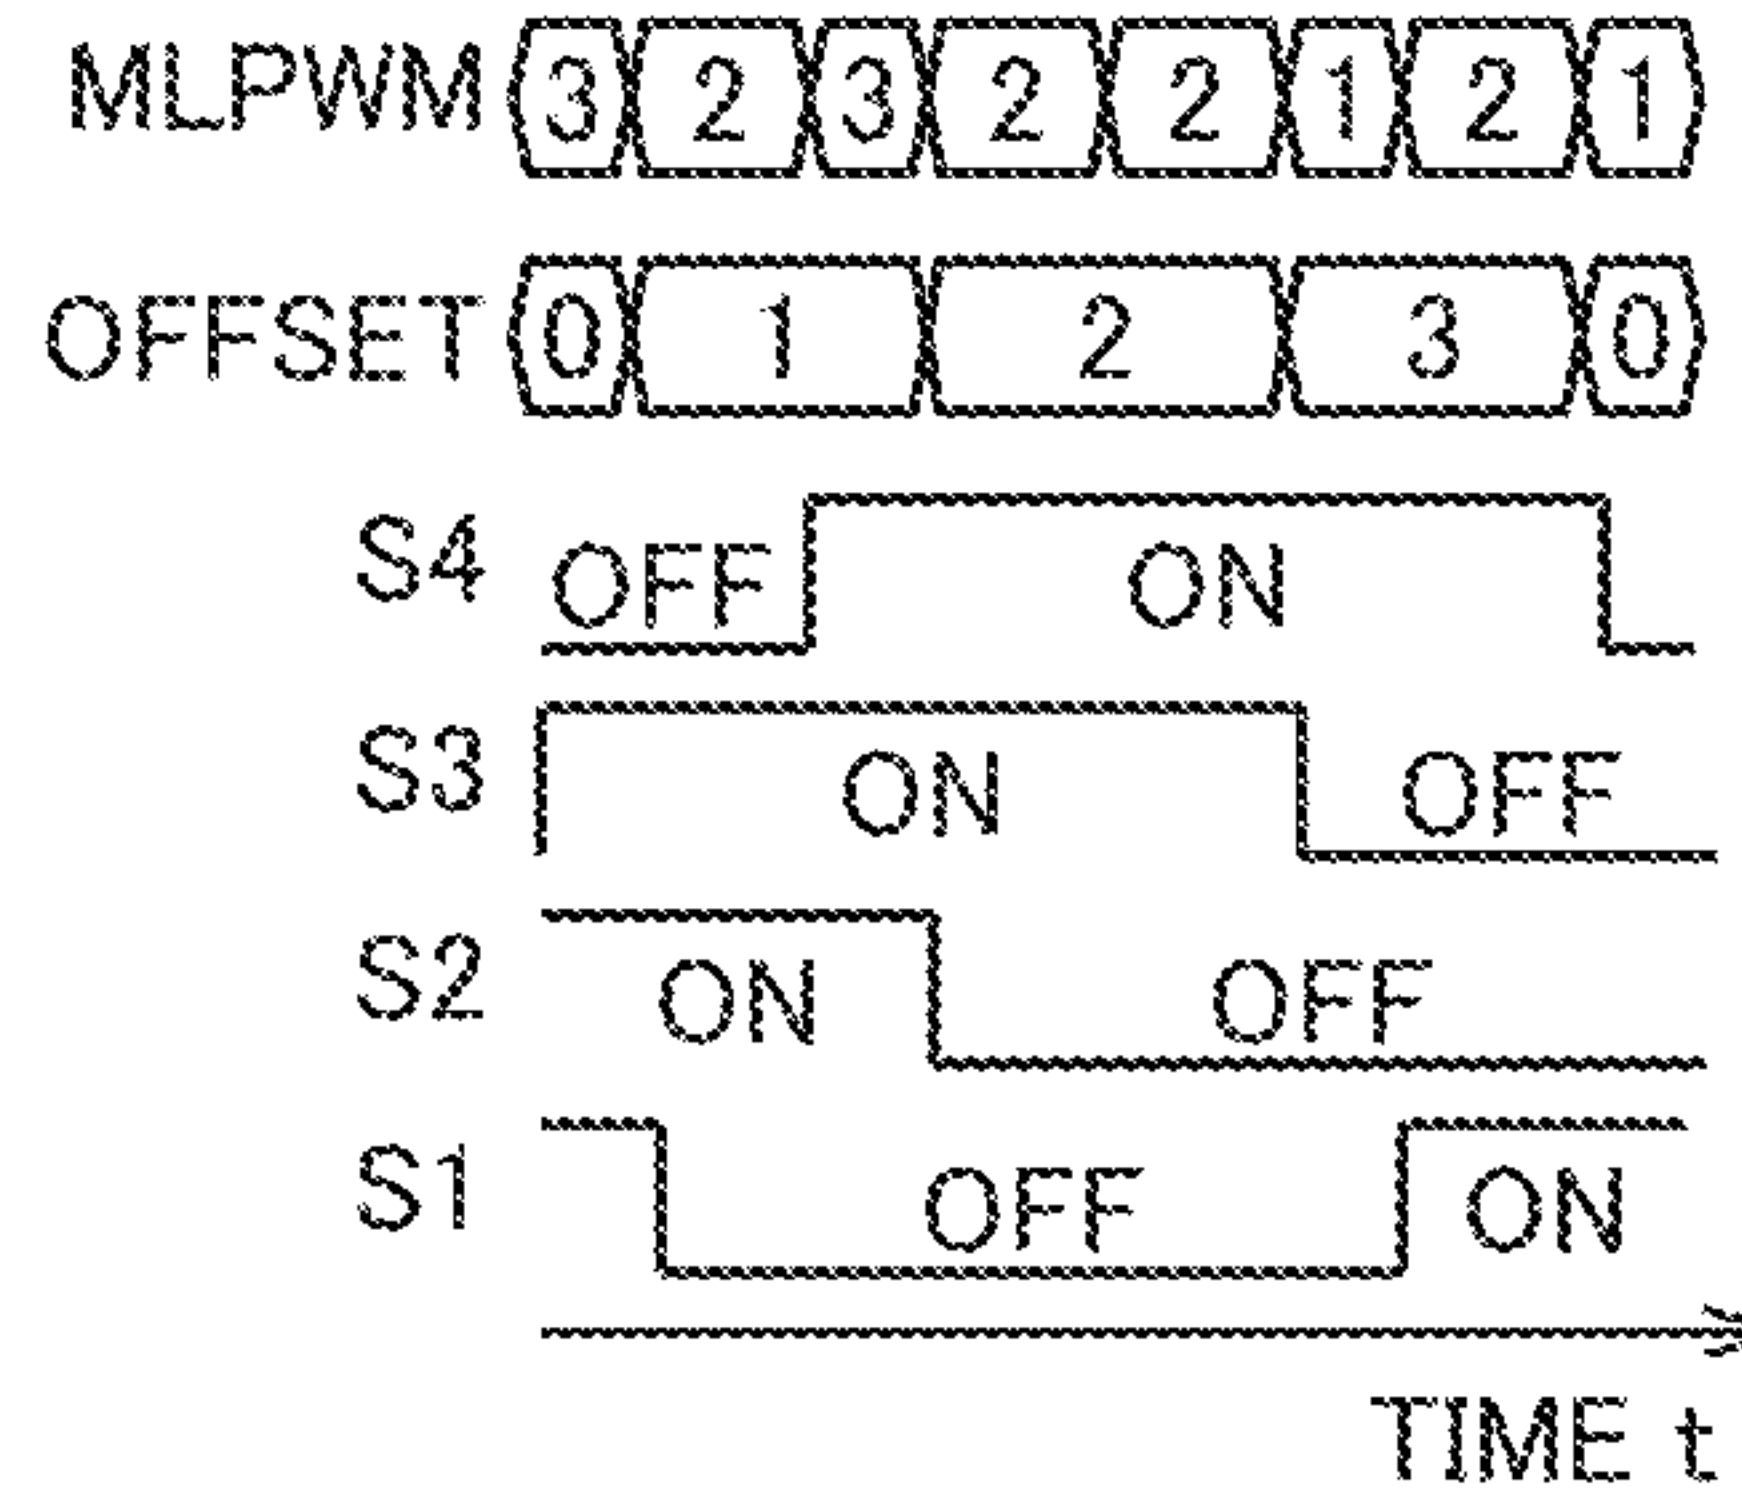 MLPWM 3 2 3 2 2 1 2 1
OFFSET 0 1 2 3 0
S4 OFF ON
S3 ON OFF
S2 ON OFF
S1 OFF ON
TIME t